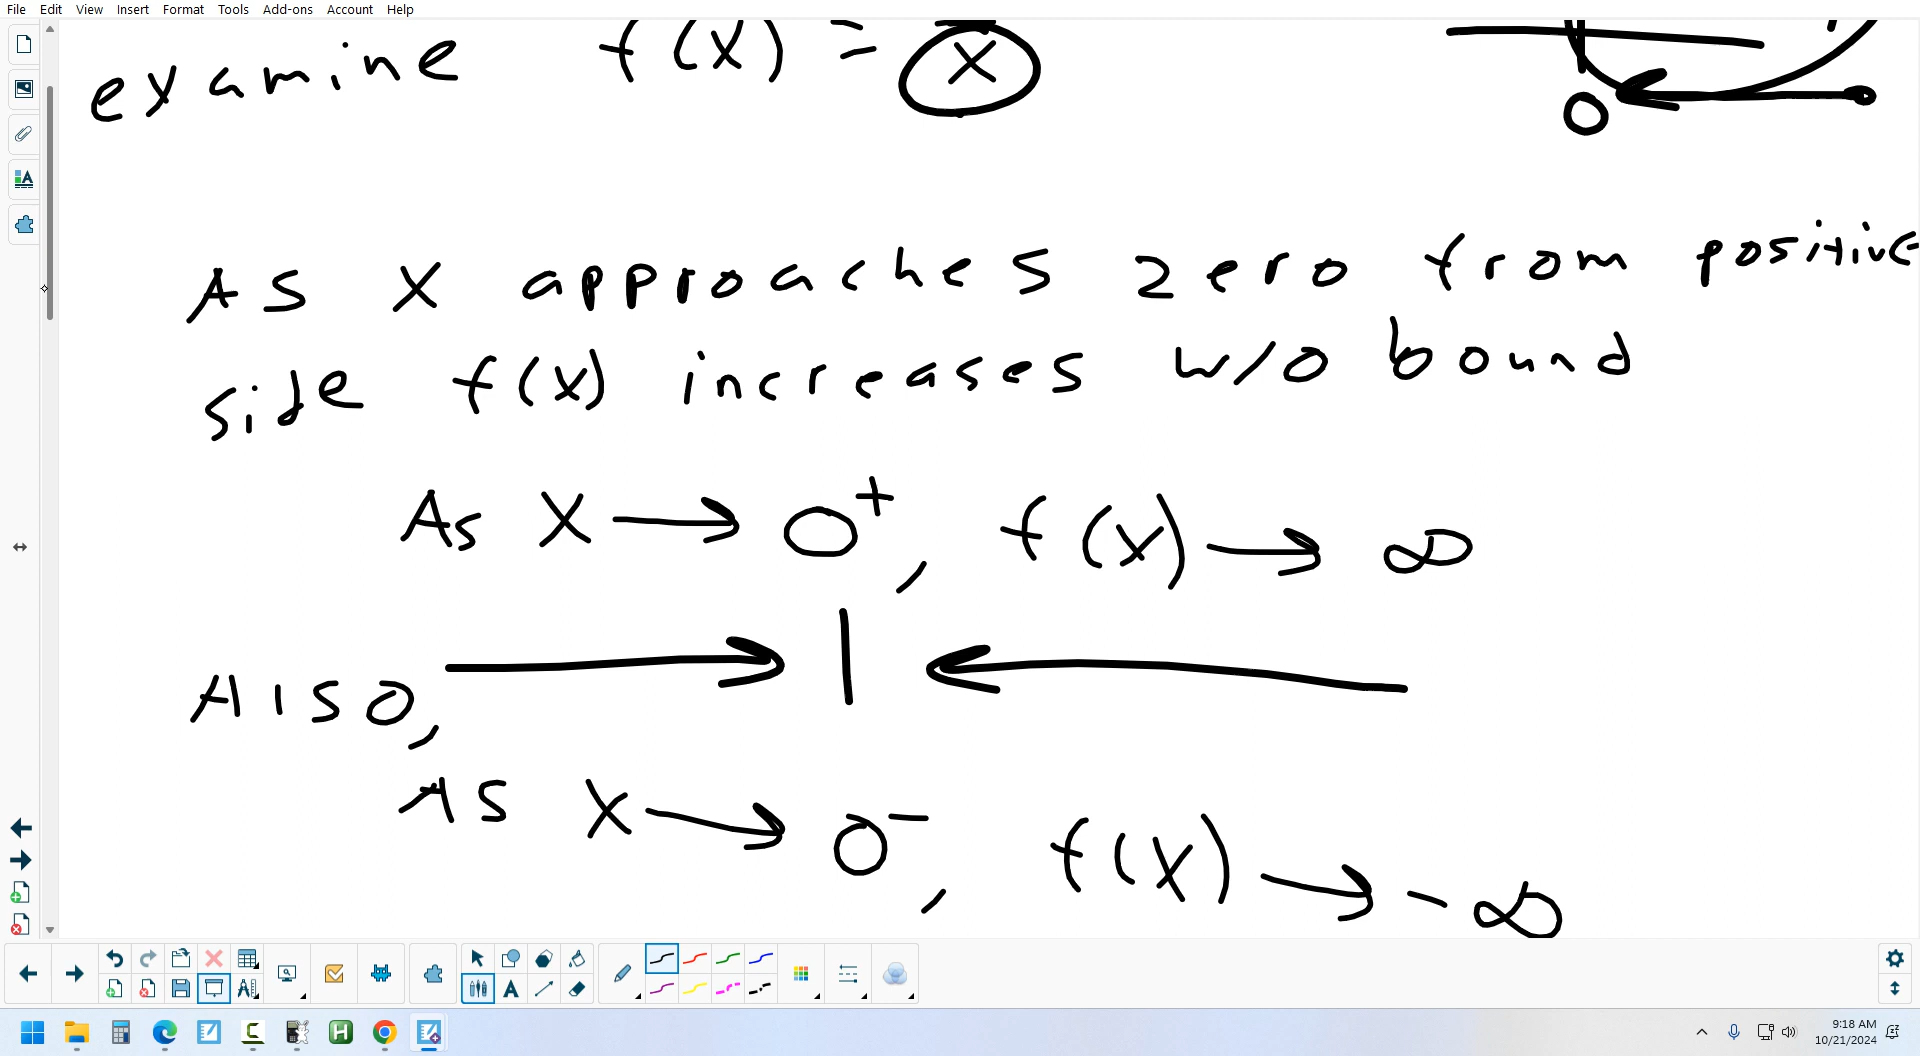 File Edit View Insert Format Tools Add-ons Account Help
examine f(x) = x
0
As x approaches zero from positive
side f(x) increases w/o bound
As x → 0⁺, f(x) → ∞
Also,
As x → 0⁻, f(x) → -∞
9:18 AM
10/21/2024